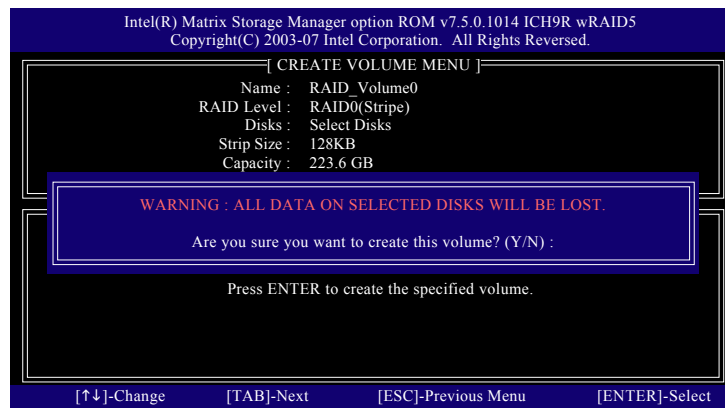 Intel(R) Matrix Storage Manager option ROM v7.5.0.1014 ICH9R wRAID5
Copyright(C) 2003-07 Intel Corporation. All Rights Reversed.
[ CREATE VOLUME MENU ]
Name : RAID_Volume0
RAID Level : RAID0(Stripe)
Disks : Select Disks
Strip Size : 128KB
Capacity : 223.6 GB
WARNING : ALL DATA ON SELECTED DISKS WILL BE LOST.
Are you sure you want to create this volume? (Y/N) :
Press ENTER to create the specified volume.
[↑↓]-Change [TAB]-Next [ESC]-Previous Menu [ENTER]-Select